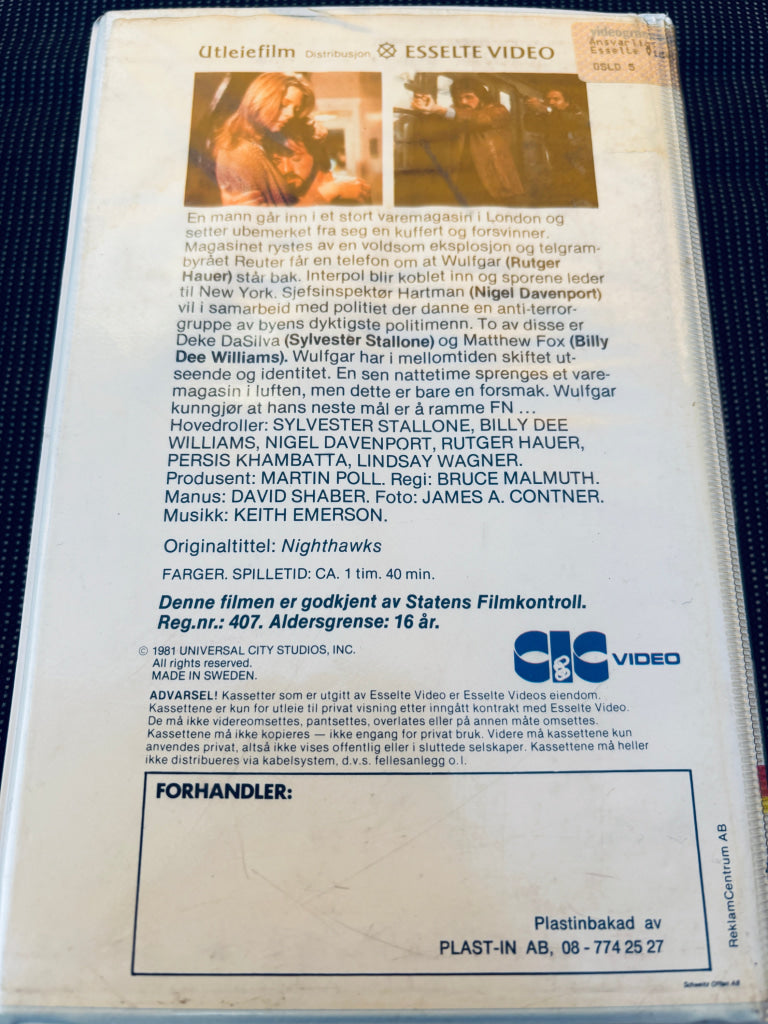 Utleiefilm Distribusjon ESSELTE VIDEO
Ansvarlig
Esselte
OSLO 5
En mann går inn i et stort varemagasin i London og
setter ubemerket fra seg en kuffert og forsvinner.
Magasinet rystes av en voldsom eksplosjon og telgram-
byrået Reuter får en telefon om at Wulfgar (Rutger
Hauer) står bak. Interpol blir koblet inn og sporene leder
til New York. Sjefsinspektør Hartman (Nigel Davenport)
vil i samarbeid med politiet der danne en anti-terror-
gruppe av byens dyktigste politimenn. To av disse er
Deke DaSilva (Sylvester Stallone) og Matthew Fox (Billy
Dee Williams). Wulfgar har i mellomtiden skiftet ut-
seende og identitet. En sen nattetime sprenges et vare-
magasin i luften, men dette er bare en forsmak. Wulfgar
kunngjør at hans neste mål er å ramme FN ...
Hovedroller: SYLVESTER STALLONE, BILLY DEE
WILLIAMS, NIGEL DAVENPORT, RUTGER HAUER,
PERSIS KHAMBATTA, LINDSAY WAGNER.
Produsent: MARTIN POLL. Regi: BRUCE MALMUTH.
Manus: DAVID SHABER. Foto: JAMES A. CONTNER.
Musikk: KEITH EMERSON.
Originaltittel: Nighthawks
FARGER. SPILLETID: CA. 1 tim. 40 min.
Denne filmen er godkjent av Statens Filmkontroll.
Reg.nr.: 407. Aldersgrense: 16 år.
© 1981 UNIVERSAL CITY STUDIOS, INC.
All rights reserved.
MADE IN SWEDEN.
CIC VIDEO
ADVARSEL! Kassetter som er utgitt av Esselte Video er Esselte Videos eiendom.
Kassettene er kun for utleie til privat visning etter inngått kontrakt med Esselte Video.
De må ikke videreomsettes, pantsettes, overlates eller på annen måte omsettes.
Kassettene må ikke kopieres — ikke engang for privat bruk. Videre må kassettene kun
anvendes privat, altså ikke vises offentlig eller i sluttede selskaper. Kassettene må heller
ikke distribueres via kabelsystem, d.v.s. fellesanlegg o.l.
FORHANDLER:
Plastinbakad av
PLAST-IN AB, 08 - 774 25 27
ReklamCentrum AB